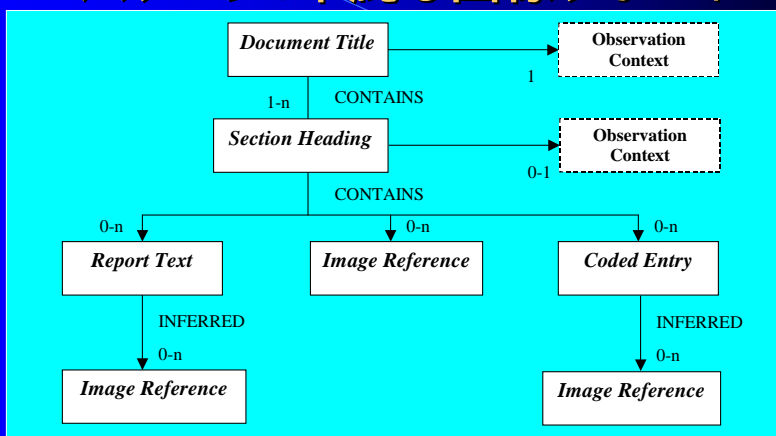 Document Title
Observation
Context
1
1-n
CONTAINS
Section Heading
Observation
Context
0-1
CONTAINS
0-n
0-n
0-n
Report Text
Image Reference
Coded Entry
INFERRED
INFERRED
0-n
0-n
Image Reference
Image Reference